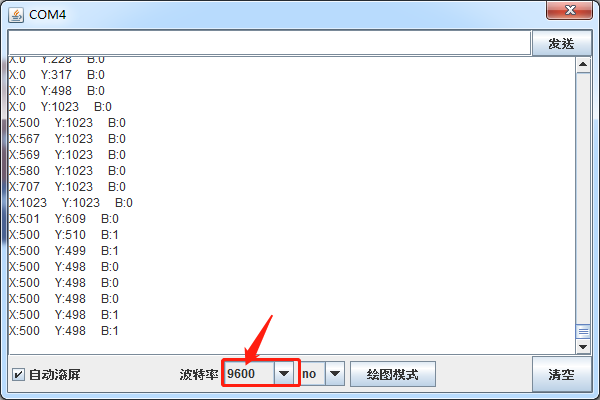 COM4
发送
X:0 Y:228 B:0
X:0 Y:317 B:0
X:0 Y:498 B:0
X:0 Y:1023 B:0
X:500 Y:1023 B:0
X:567 Y:1023 B:0
X:569 Y:1023 B:0
X:580 Y:1023 B:0
X:707 Y:1023 B:0
X:1023 Y:1023 B:0
X:501 Y:609 B:0
X:500 Y:510 B:1
X:500 Y:499 B:1
X:500 Y:498 B:0
X:500 Y:498 B:0
X:500 Y:498 B:0
X:500 Y:498 B:1
X:500 Y:498 B:1
自动滚屏 波特率 9600 no 绘图模式 清空